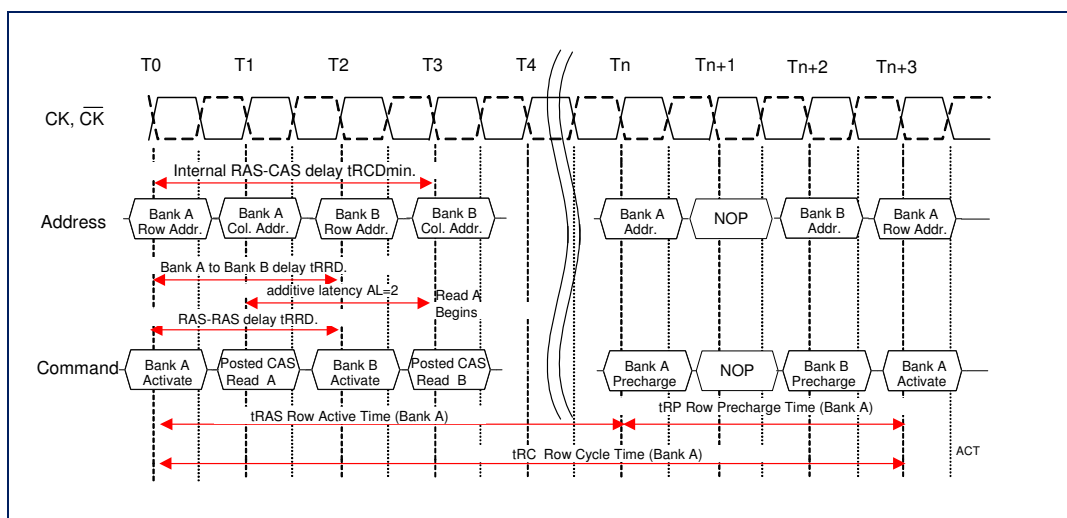 T0 T1 T2 T3 T4 Tn Tn+1 Tn+2 Tn+3
CK, CK
Internal RAS-CAS delay tRCDmin.
Address
Bank A Row Addr.
Bank A Col. Addr.
Bank B Row Addr.
Bank B Col. Addr.
Bank A Addr.
NOP
Bank B Addr.
Bank A Row Addr.
Bank A to Bank B delay tRRD.
additive latency AL=2
Read A Begins
RAS-RAS delay tRRD.
Command
Bank A Activate
Posted CAS Read A
Bank B Activate
Posted CAS Read B
Bank A Precharge
NOP
Bank B Precharge
Bank A Activate
tRAS Row Active Time (Bank A)
tRP Row Precharge Time (Bank A)
tRC Row Cycle Time (Bank A)
ACT